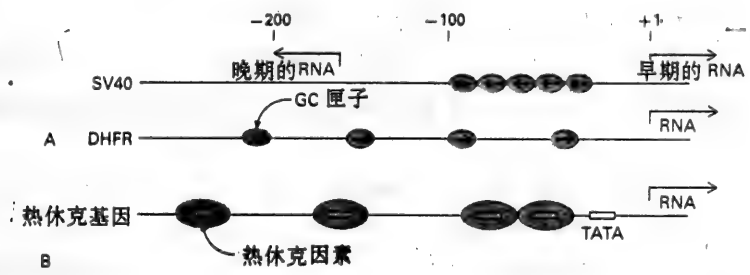 -200 -100 +1
晚期的RNA 早期的 RNA
SV40
GC 匣子
A DHFR RNA
热休克基因 RNA
TATA
热休克因素
B